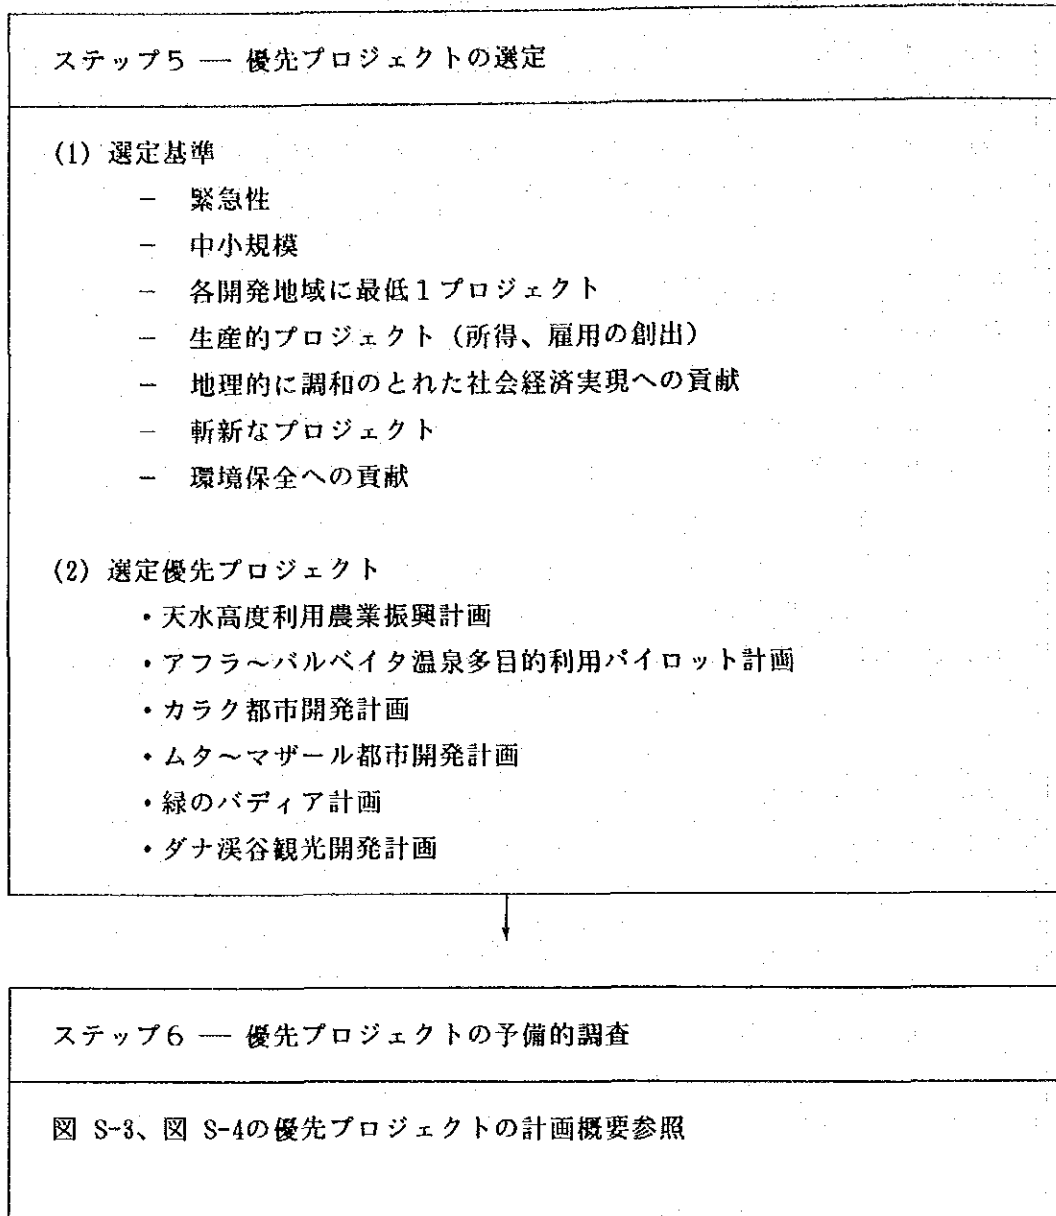 ステップ5 ― 優先プロジェクトの選定
(1) 選定基準
－ 緊急性
－ 中小規模
－ 各開発地域に最低1プロジェクト
－ 生産的プロジェクト（所得、雇用の創出）
－ 地理的に調和のとれた社会経済実現への貢献
－ 斬新なプロジェクト
－ 環境保全への貢献
(2) 選定優先プロジェクト
・天水高度利用農業振興計画
・アフラ～バルベイタ温泉多目的利用パイロット計画
・カラク都市開発計画
・ムタ～マザール都市開発計画
・緑のバディア計画
・ダナ渓谷観光開発計画
ステップ6 ― 優先プロジェクトの予備的調査
図 S-3、図 S-4の優先プロジェクトの計画概要参照